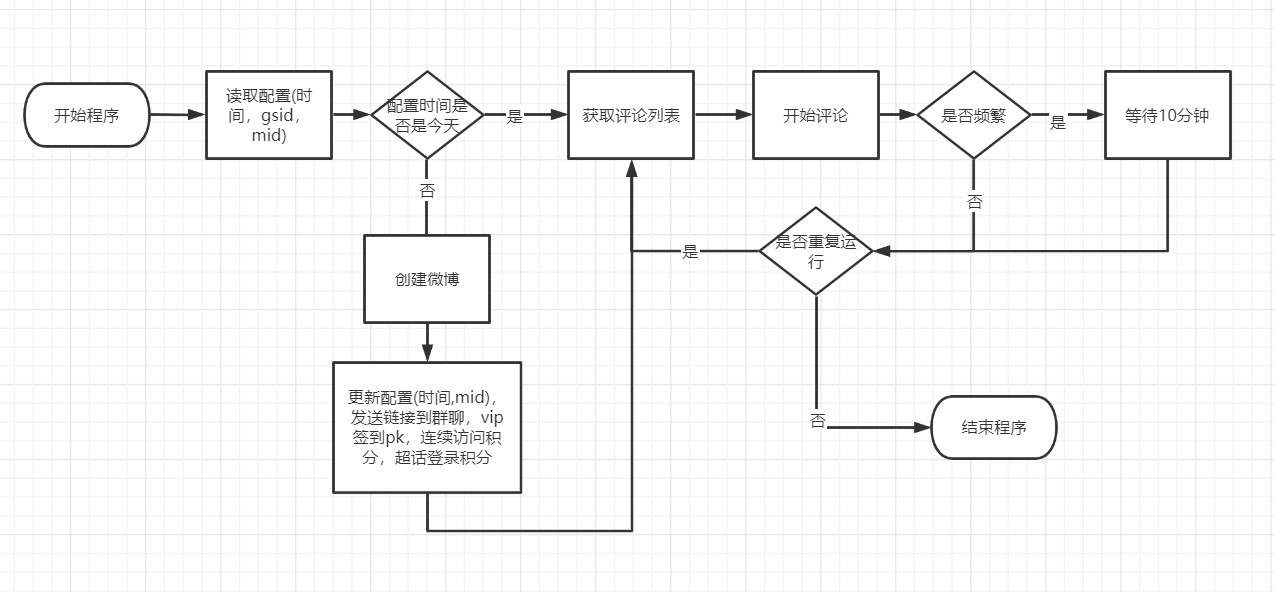 开始程序
读取配置(时
间，gsid，
mid)
配置时间是
否是今天
是
获取评论列表
开始评论
是否频繁
是
等待10分钟
否
否
是否重复运
行
是
创建微博
更新配置(时间,mid)，
发送链接到群聊，vip
签到pk，连续访问积
分，超话登录积分
否
结束程序